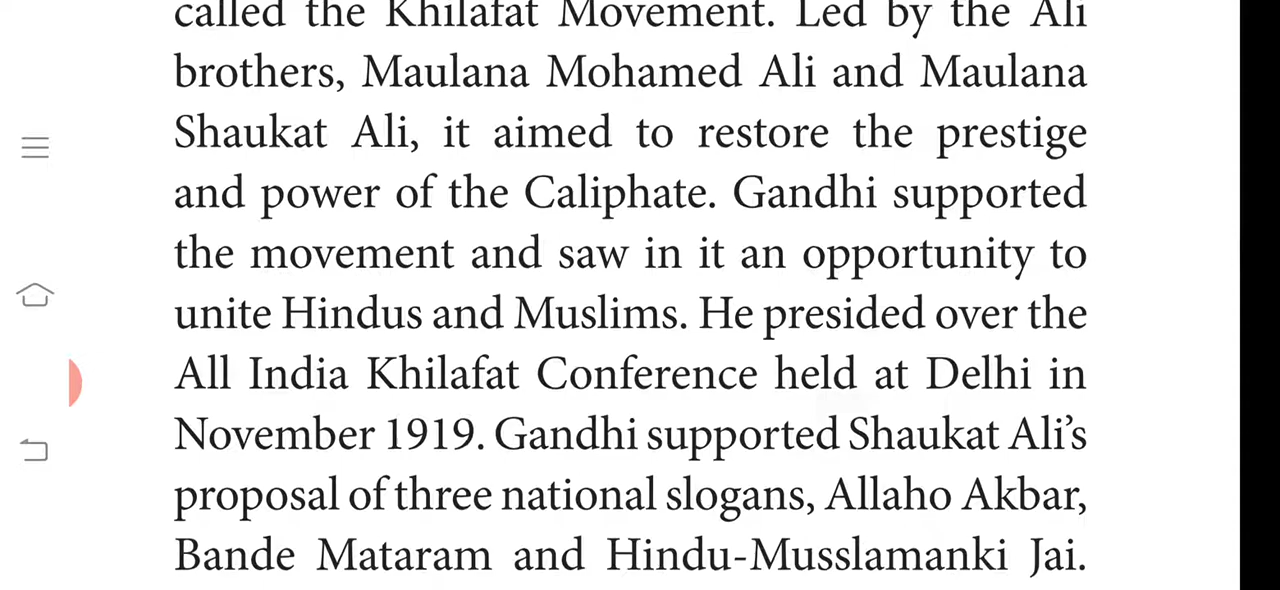 called the Khilafat Movement. Led by the Ali
brothers, Maulana Mohamed Ali and Maulana
Shaukat Ali, it aimed to restore the prestige
and power of the Caliphate. Gandhi supported
the movement and saw in it an opportunity to
unite Hindus and Muslims. He presided over the
All India Khilafat Conference held at Delhi in
November 1919. Gandhi supported Shaukat Ali’s
proposal of three national slogans, Allaho Akbar,
Bande Mataram and Hindu-Musslamanki Jai.